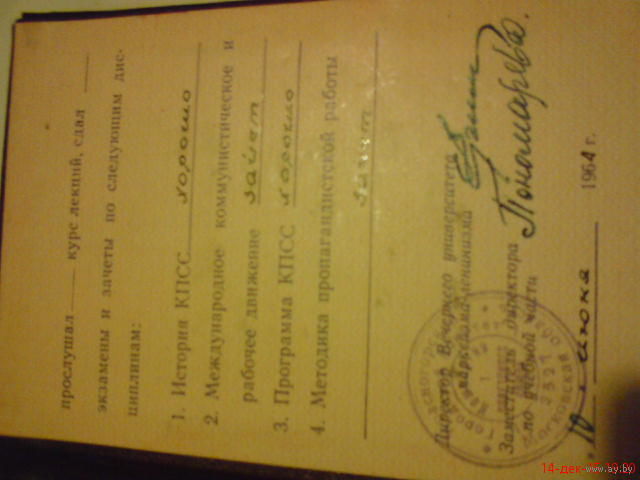 прослушал —— курс лекций, сдал ——
экзамены и зачеты по следующим дис-
циплинам:
1. История КПСС хорошо
2. Международное коммунистическое и
рабочее движение зачет
3. Программа КПСС хорошо
4. Методика пропагандистской работы
зачет
Директор Вечернего университета
марксизма-ленинизма
Заместитель директора Пономарева.
по учебной части
"10" июня 1964 г.
14-дек-
www.ay.by